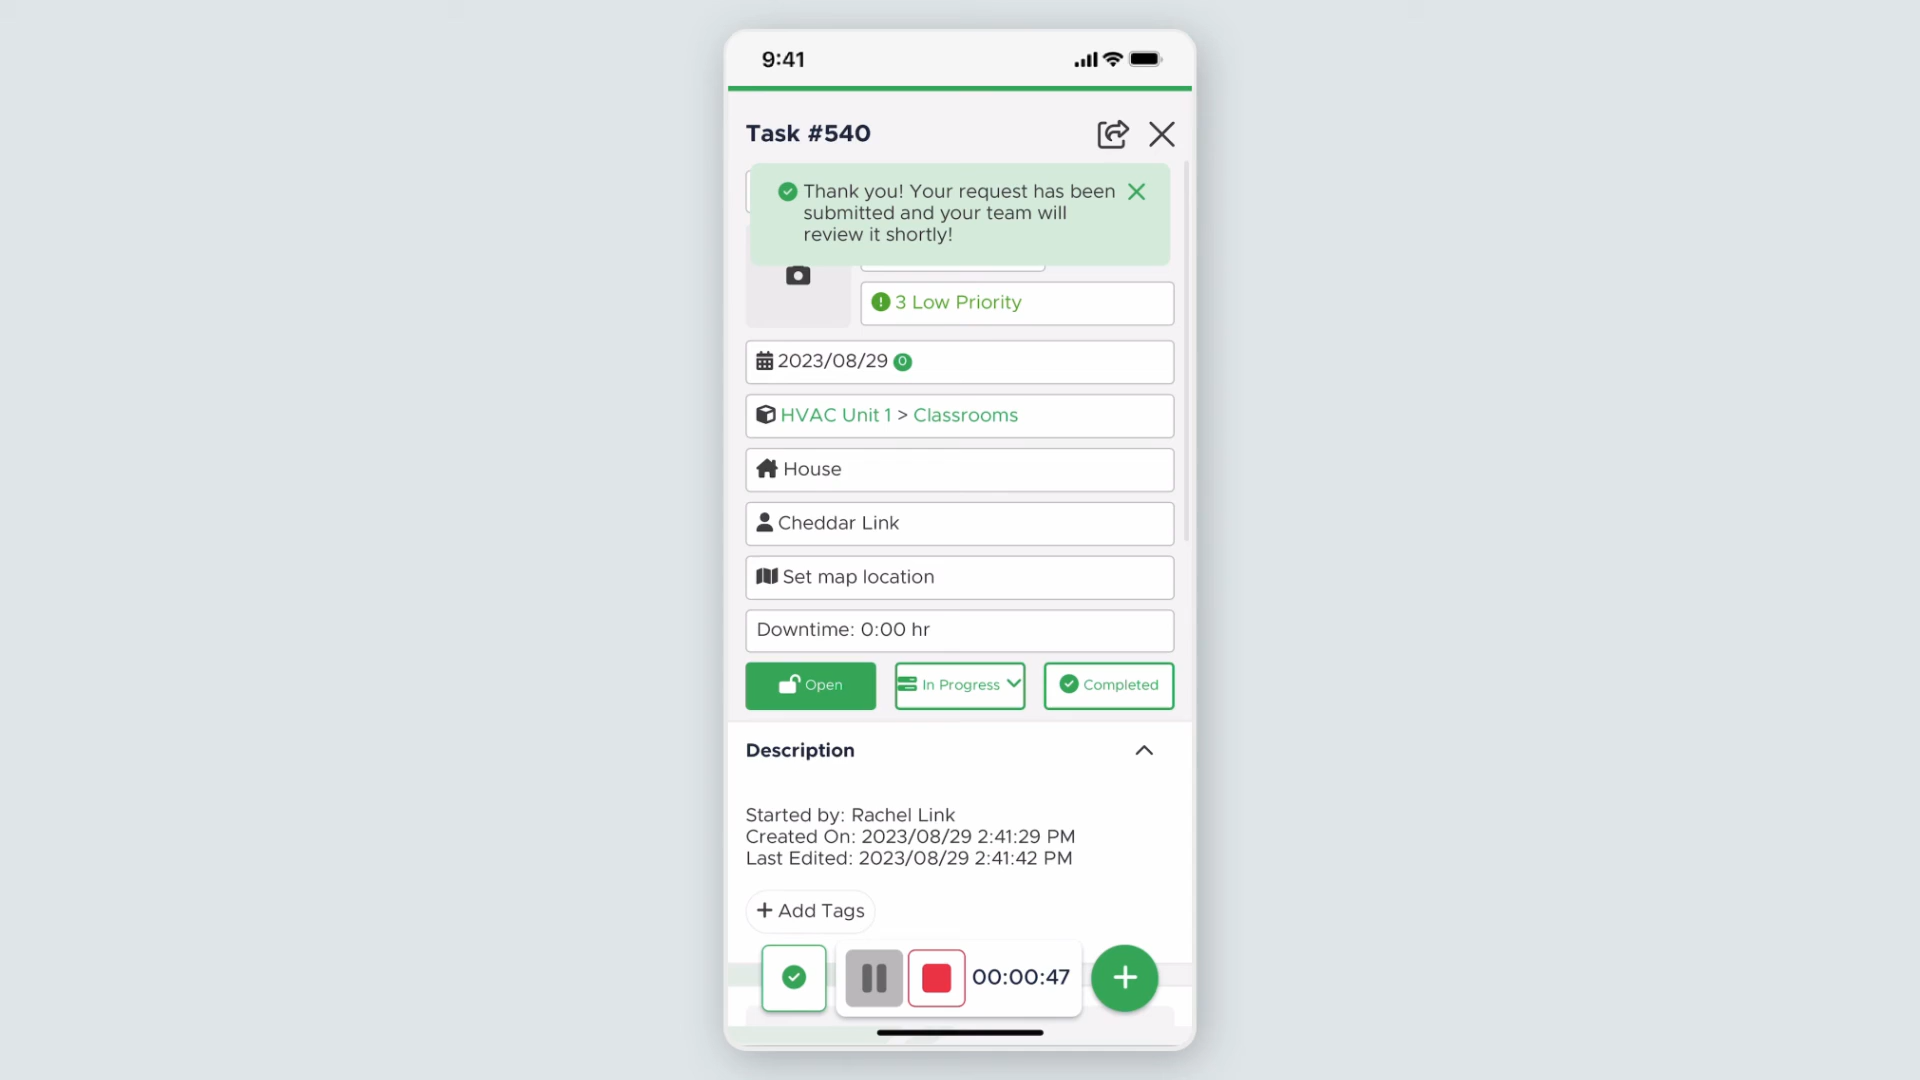 9:41
Task #540
Thank you! Your request has been
submitted and your team will
review it shortly!
3 Low Priority
2023/08/29 0
HVAC Unit 1 > Classrooms
House
Cheddar Link
Set map location
Downtime: 0:00 hr
Open
In Progress
Completed
Description
Started by: Rachel Link
Created On: 2023/08/29 2:41:29 PM
Last Edited: 2023/08/29 2:41:42 PM
+ Add Tags
00:00:47